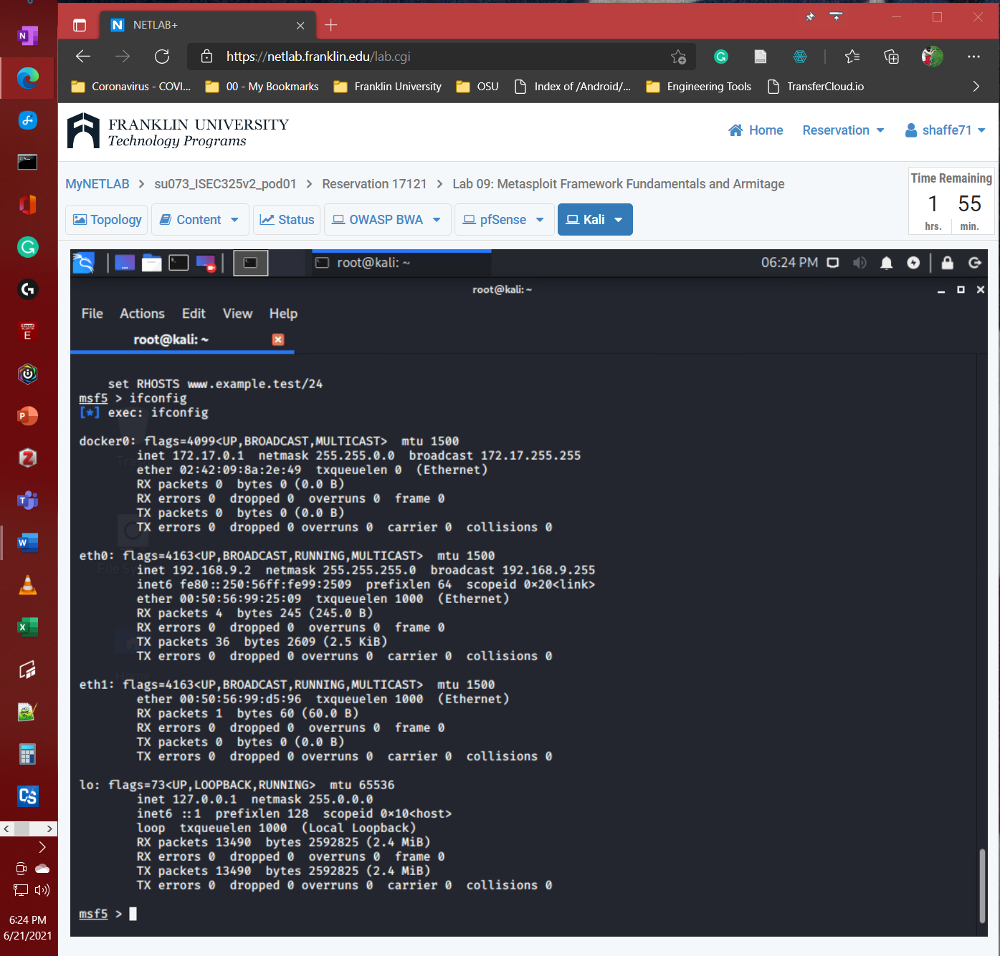 NETLAB+
https://netlab.franklin.edu/lab.cgi
Coronavirus - COVI... 00 - My Bookmarks Franklin University OSU Index of /Android/... Engineering Tools TransferCloud.io
FRANKLIN UNIVERSITY
Technology Programs
Home Reservation shaffe71
MyNETLAB > su073_ISEC325v2_pod01 > Reservation 17121 > Lab 09: Metasploit Framework Fundamentals and Armitage
Time Remaining
1 55
hrs. min.
Topology Content Status OWASP BWA pfSense Kali
root@kali: ~ 06:24 PM
root@kali: ~
File Actions Edit View Help
root@kali: ~
set RHOSTS www.example.test/24
msf5 > ifconfig
[*] exec: ifconfig
docker0: flags=4099<UP,BROADCAST,MULTICAST> mtu 1500
inet 172.17.0.1 netmask 255.255.0.0 broadcast 172.17.255.255
ether 02:42:09:8a:2e:49 txqueuelen 0 (Ethernet)
RX packets 0 bytes 0 (0.0 B)
RX errors 0 dropped 0 overruns 0 frame 0
TX packets 0 bytes 0 (0.0 B)
TX errors 0 dropped 0 overruns 0 carrier 0 collisions 0
eth0: flags=4163<UP,BROADCAST,RUNNING,MULTICAST> mtu 1500
inet 192.168.9.2 netmask 255.255.255.0 broadcast 192.168.9.255
inet6 fe80::250:56ff:fe99:2509 prefixlen 64 scopeid 0×20<link>
ether 00:50:56:99:25:09 txqueuelen 1000 (Ethernet)
RX packets 4 bytes 245 (245.0 B)
RX errors 0 dropped 0 overruns 0 frame 0
TX packets 36 bytes 2609 (2.5 KiB)
TX errors 0 dropped 0 overruns 0 carrier 0 collisions 0
Home
eth1: flags=4163<UP,BROADCAST,RUNNING,MULTICAST> mtu 1500
ether 00:50:56:99:d5:96 txqueuelen 1000 (Ethernet)
RX packets 1 bytes 60 (60.0 B)
RX errors 0 dropped 0 overruns 0 frame 0
TX packets 0 bytes 0 (0.0 B)
TX errors 0 dropped 0 overruns 0 carrier 0 collisions 0
lo: flags=73<UP,LOOPBACK,RUNNING> mtu 65536
inet 127.0.0.1 netmask 255.0.0.0
inet6 ::1 prefixlen 128 scopeid 0×10<host>
loop txqueuelen 1000 (Local Loopback)
RX packets 13490 bytes 2592825 (2.4 MiB)
RX errors 0 dropped 0 overruns 0 frame 0
TX packets 13490 bytes 2592825 (2.4 MiB)
TX errors 0 dropped 0 overruns 0 carrier 0 collisions 0
msf5 >
6:24 PM
6/21/2021